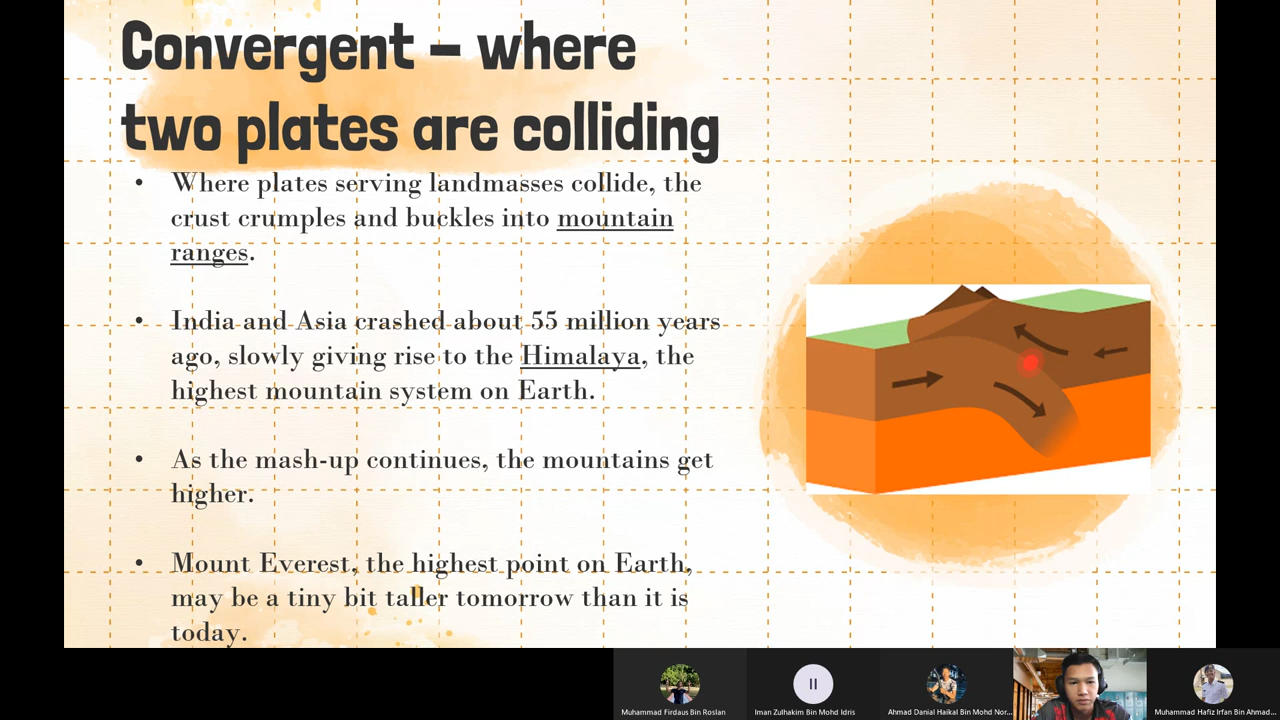 Convergent – where
two plates are colliding
• Where plates serving landmasses collide, the
crust crumples and buckles into mountain
ranges.
• India and Asia crashed about 55 million years
ago, slowly giving rise to the Himalaya, the
highest mountain system on Earth.
• As the mash-up continues, the mountains get
higher.
• Mount Everest, the highest point on Earth,
may be a tiny bit taller tomorrow than it is
today.
II
Muhammad Firdaus Bin Roslan
Iman Zulhakim Bin Mohd Idris
Ahmad Danial Haikal Bin Mohd Nor...
Muhammad Hafiz Irfan Bin Ahmad...